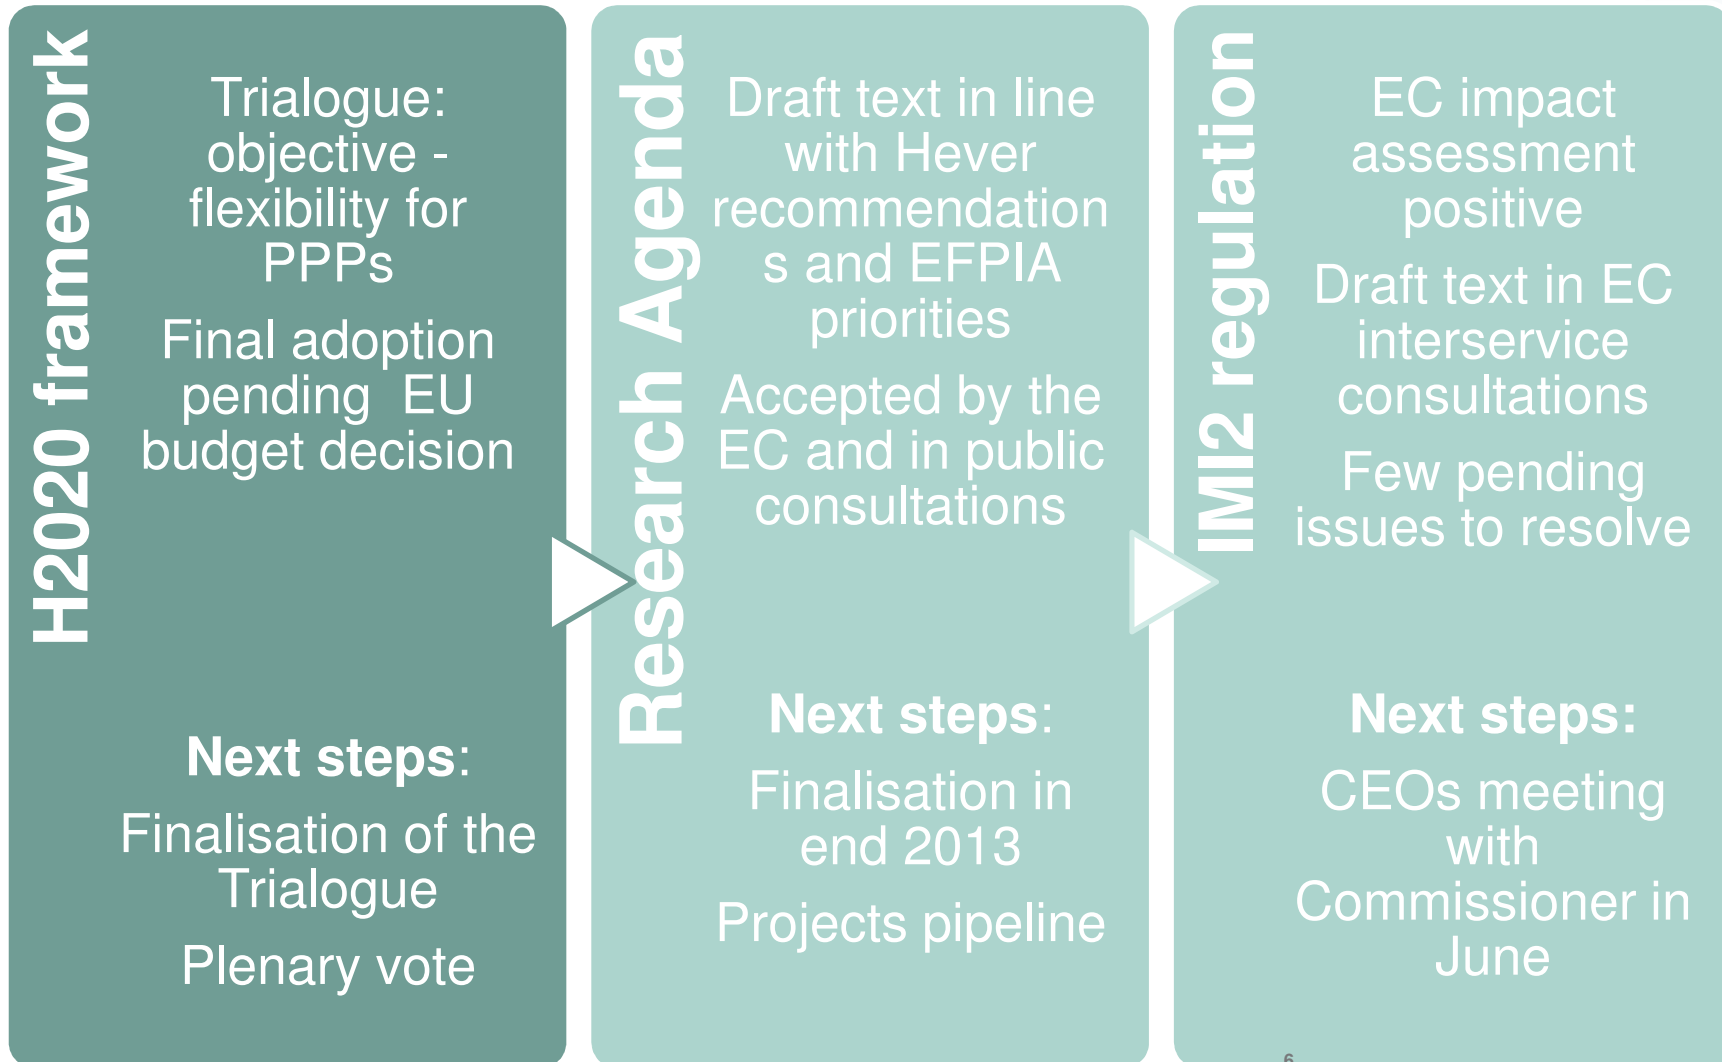 H2020 framework
Trialogue:
objective -
flexibility for
PPPs
Final adoption
pending EU
budget decision
Next steps:
Finalisation of the
Trialogue
Plenary vote
Research Agenda
Draft text in line
with Hever
recommendation
s and EFPIA
priorities
Accepted by the
EC and in public
consultations
Next steps:
Finalisation in
end 2013
Projects pipeline
IMI2 regulation
EC impact
assessment
positive
Draft text in EC
interservice
consultations
Few pending
issues to resolve
Next steps:
CEOs meeting
with
Commissioner in
June
6